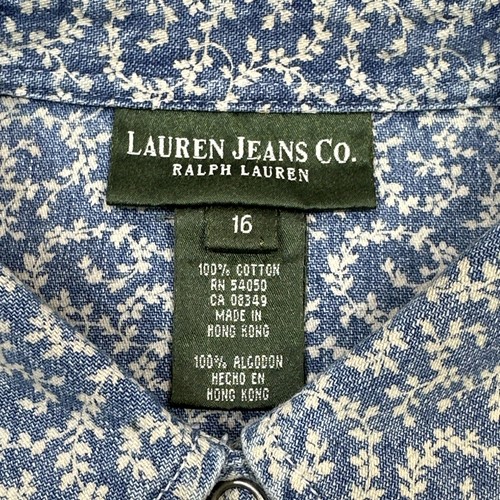 LAUREN JEANS CO.
RALPH LAUREN
16
100% COTTON
RN 54050
CA 08349
MADE IN
HONG KONG
100% ALGODON
HECHO EN
HONG KONG